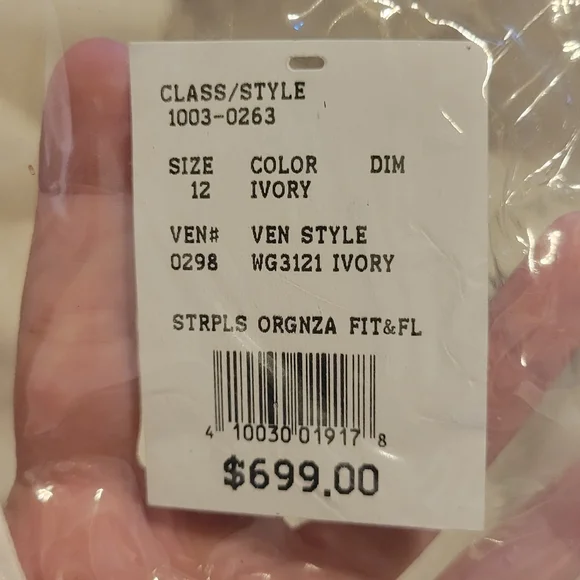 CLASS/STYLE
1003-0263
SIZE COLOR DIM
12 IVORY
VEN# VEN STYLE
0298 WG3121 IVORY
STRPLS ORGNZA FIT&FL
4 10030 01917 8
$699.00